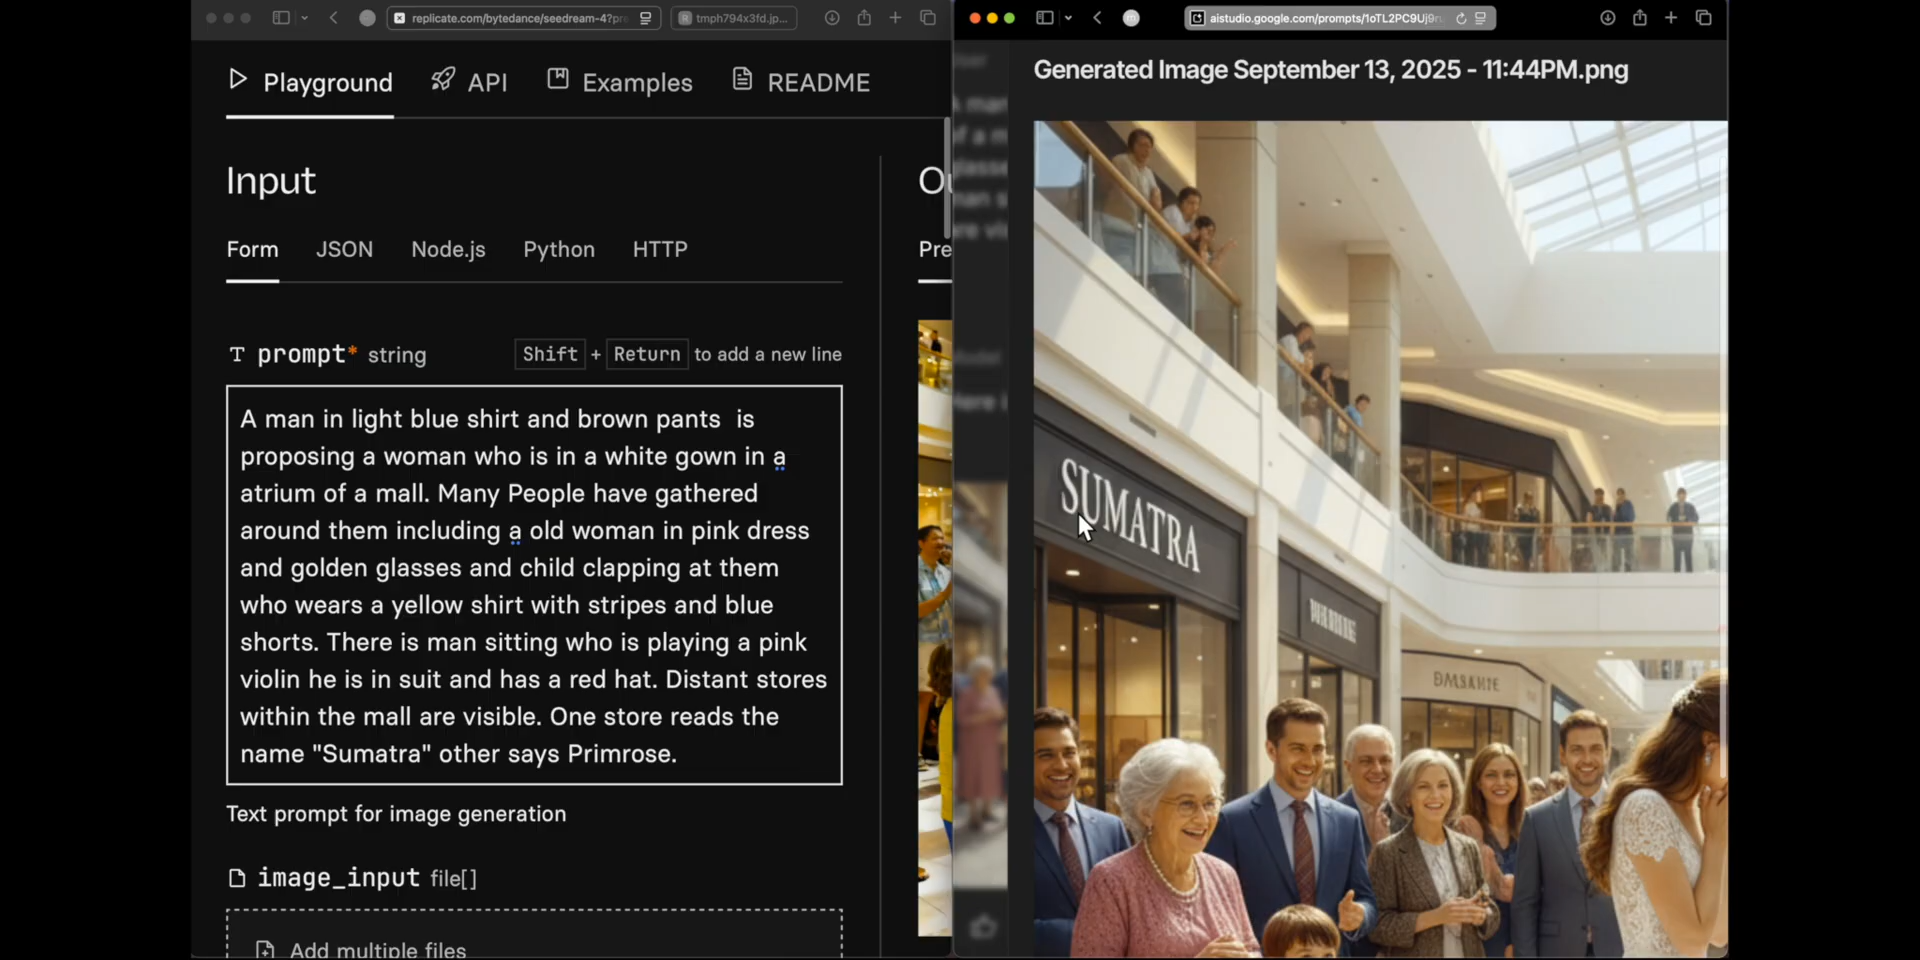 replicate.com/bytedance/seedream-4?pr
tmph794x3fd.jp...
Playground
API
Examples
README
Input
Form
JSON
Node.js
Python
HTTP
T prompt* string
Shift + Return to add a new line
A man in light blue shirt and brown pants  is
proposing a woman who is in a white gown in a
atrium of a mall. Many People have gathered
around them including a old woman in pink dress
and golden glasses and child clapping at them
who wears a yellow shirt with stripes and blue
shorts. There is man sitting who is playing a pink
violin he is in suit and has a red hat. Distant stores
within the mall are visible. One store reads the
name "Sumatra" other says Primrose.
Text prompt for image generation
image_input file[]
Add multiple files
Ou
Pre
aistudio.google.com/prompts/1oTL2PC9Uj9r
Generated Image September 13, 2025 - 11:44PM.png
SUMATRA